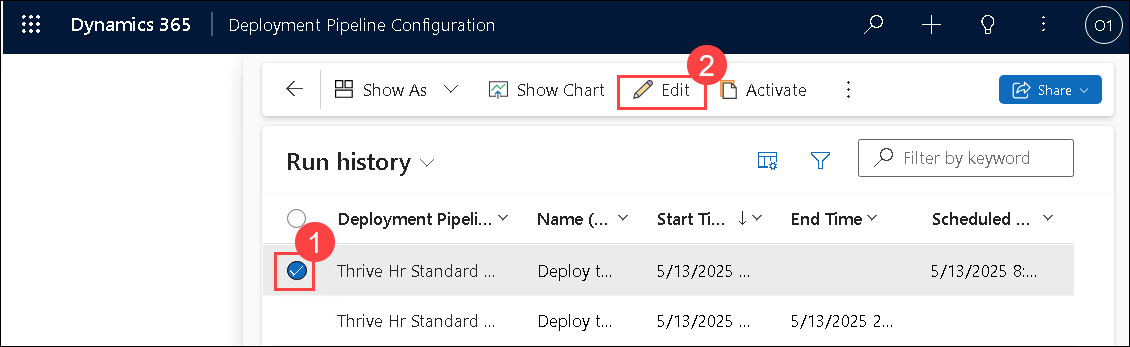 Dynamics 365 Deployment Pipeline Configuration O1
2
Show As Show Chart Edit Activate Share
Run history Filter by keyword
Deployment Pipeli... Name (... Start Ti... End Time Scheduled ...
1
Thrive Hr Standard ... Deploy t... 5/13/2025 ... 5/13/2025 8:...
Thrive Hr Standard ... Deploy t... 5/13/2025 ... 5/13/2025 2...